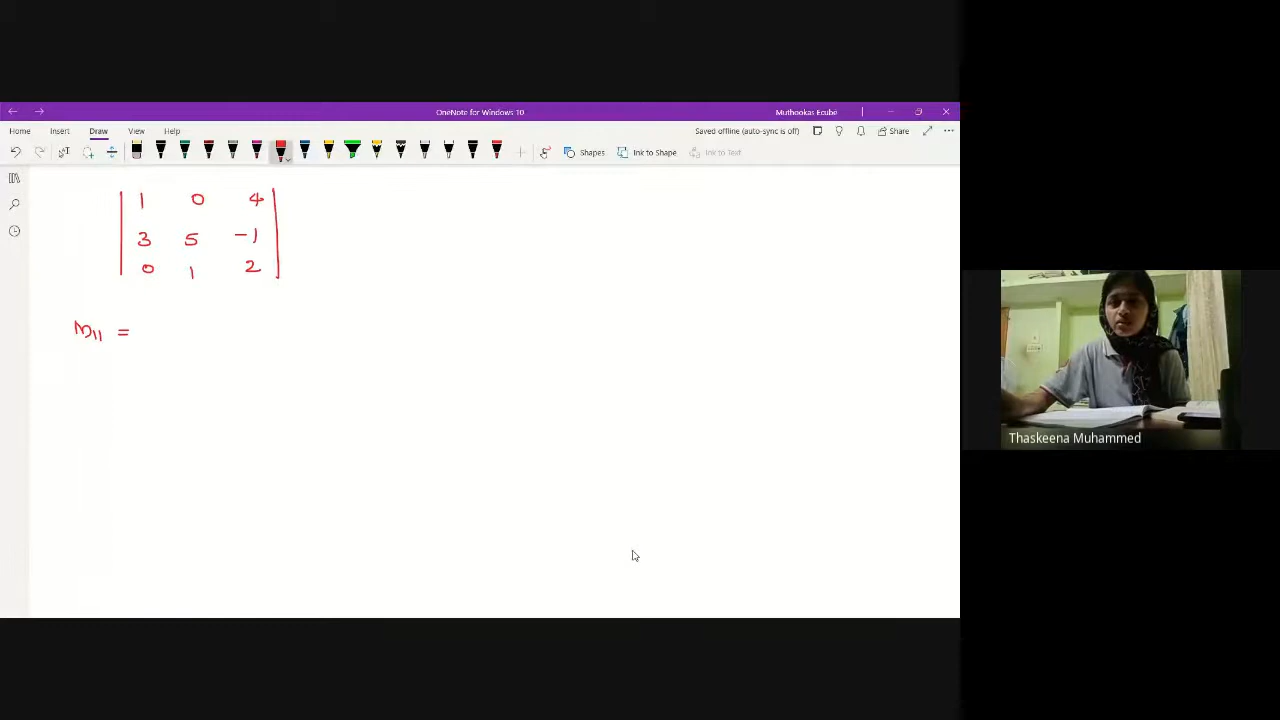 OneNote for Windows 10
Muthookas Ecube
Home Insert Draw View Help
Saved offline (auto-sync is off)
Share
Shapes
Ink to Shape
Ink to Text
1 0 4
3 5 -1
0 1 2
M11 =
Thaskeena Muhammed